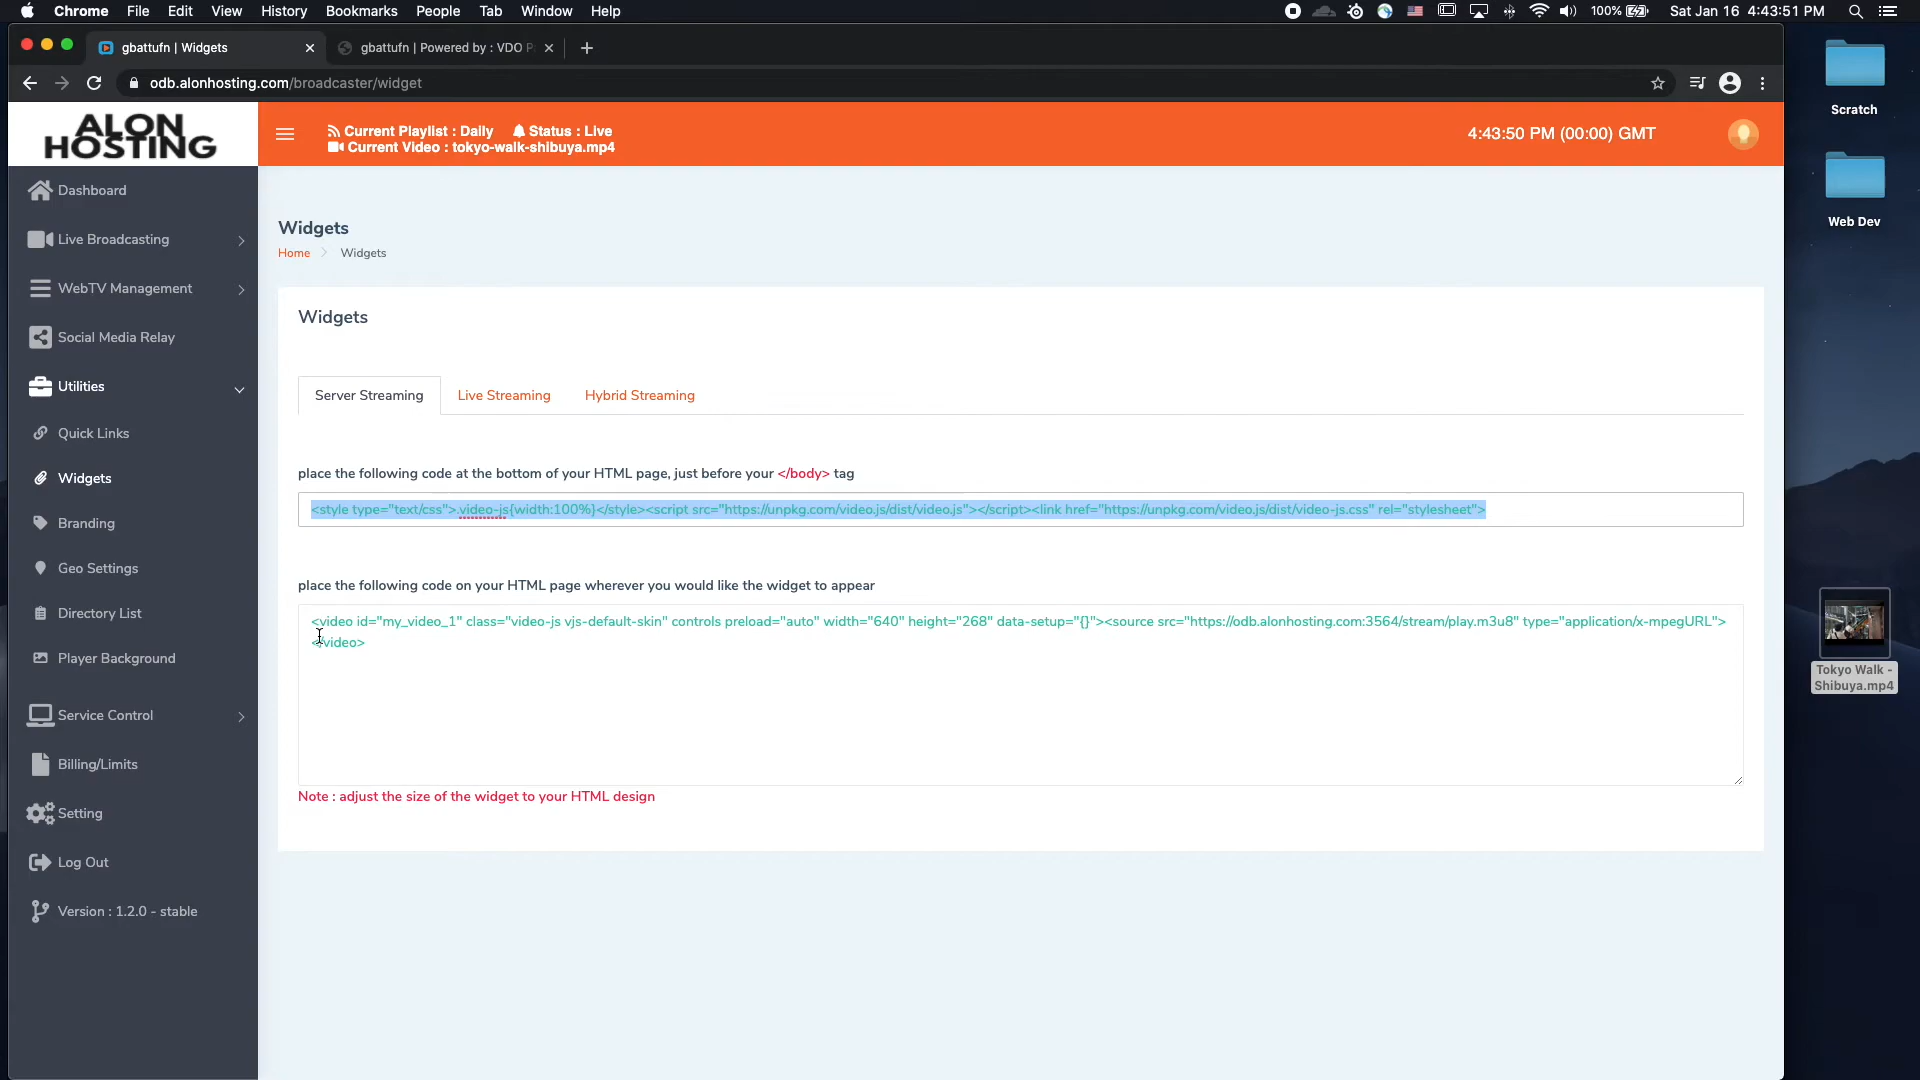 Chrome File Edit View History Bookmarks People Tab Window Help
100% Sat Jan 16 4:43:51 PM
gbattufn | Widgets
gbattufn | Powered by : VDO P
odb.alonhosting.com/broadcaster/widget
ALON
HOSTING
Current Playlist : Daily Status : Live
Current Video : tokyo-walk-shibuya.mp4
4:43:50 PM (00:00) GMT
Dashboard
Live Broadcasting
WebTV Management
Social Media Relay
Utilities
Quick Links
Widgets
Branding
Geo Settings
Directory List
Player Background
Service Control
Billing/Limits
Setting
Log Out
Version : 1.2.0 - stable
Widgets
Home Widgets
Widgets
Server Streaming Live Streaming Hybrid Streaming
place the following code at the bottom of your HTML page, just before your </body> tag
<style type="text/css">.video-js{width:100%}</style><script src="https://unpkg.com/video.js/dist/video.js"></script><link href="https://unpkg.com/video.js/dist/video-js.css" rel="stylesheet">
place the following code on your HTML page wherever you would like the widget to appear
<video id="my_video_1" class="video-js vjs-default-skin" controls preload="auto" width="640" height="268" data-setup="{}"><source src="https://odb.alonhosting.com:3564/stream/play.m3u8" type="application/x-mpegURL">
</video>
Note : adjust the size of the widget to your HTML design
Scratch
Web Dev
Tokyo Walk -
Shibuya.mp4